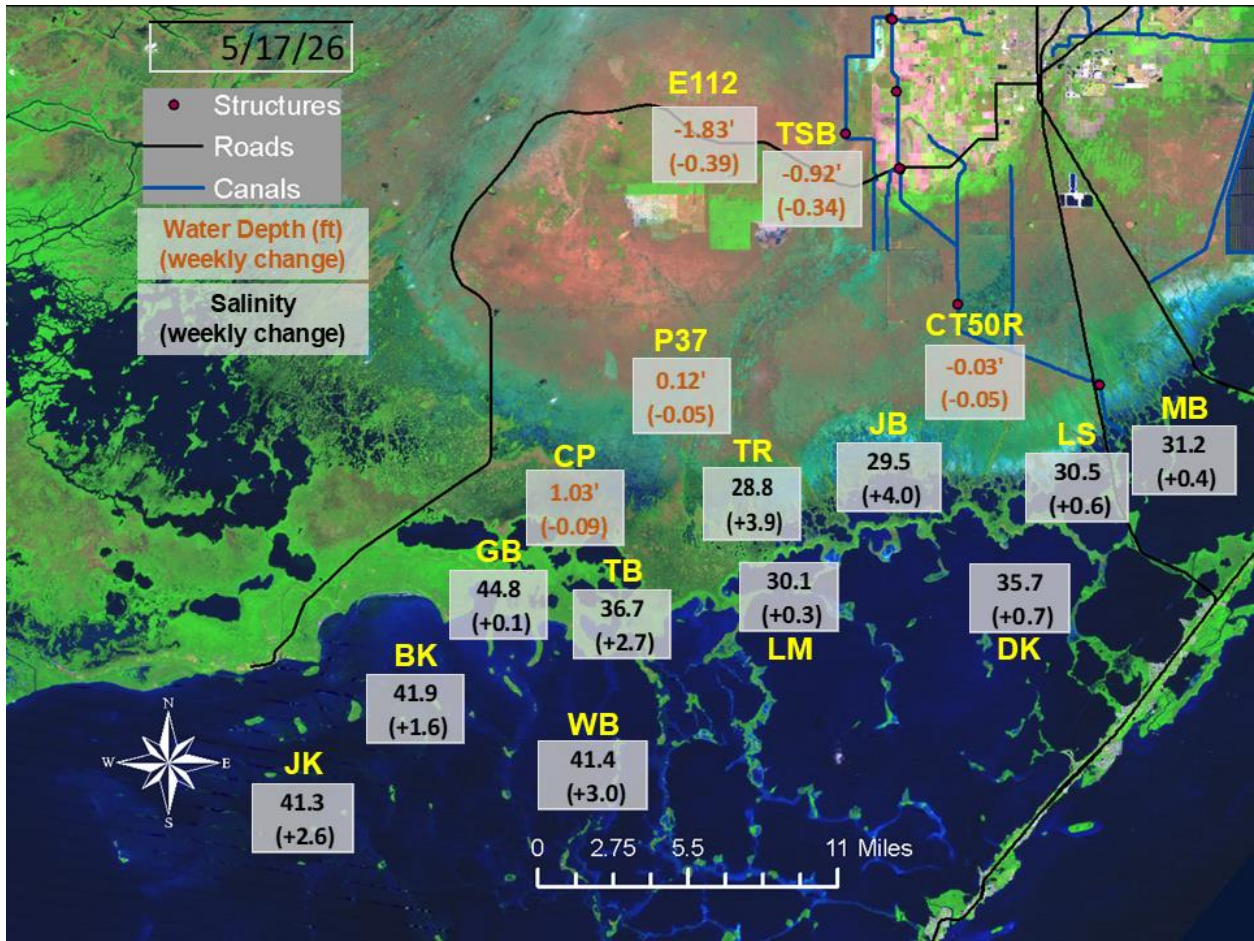 5/17/26
Structures
Roads
Canals
Water Depth (ft)
(weekly change)
Salinity
(weekly change)
E112
-1.83'
(-0.39)
TSB
-0.92'
(-0.34)
P37
0.12'
(-0.05)
CT50R
-0.03'
(-0.05)
CP
1.03'
(-0.09)
TR
28.8
(+3.9)
JB
29.5
(+4.0)
LS
30.5
(+0.6)
MB
31.2
(+0.4)
GB
44.8
(+0.1)
TB
36.7
(+2.7)
30.1
(+0.3)
LM
35.7
(+0.7)
DK
BK
41.9
(+1.6)
WB
41.4
(+3.0)
JK
41.3
(+2.6)
N
W E
S
0 2.75 5.5 11 Miles